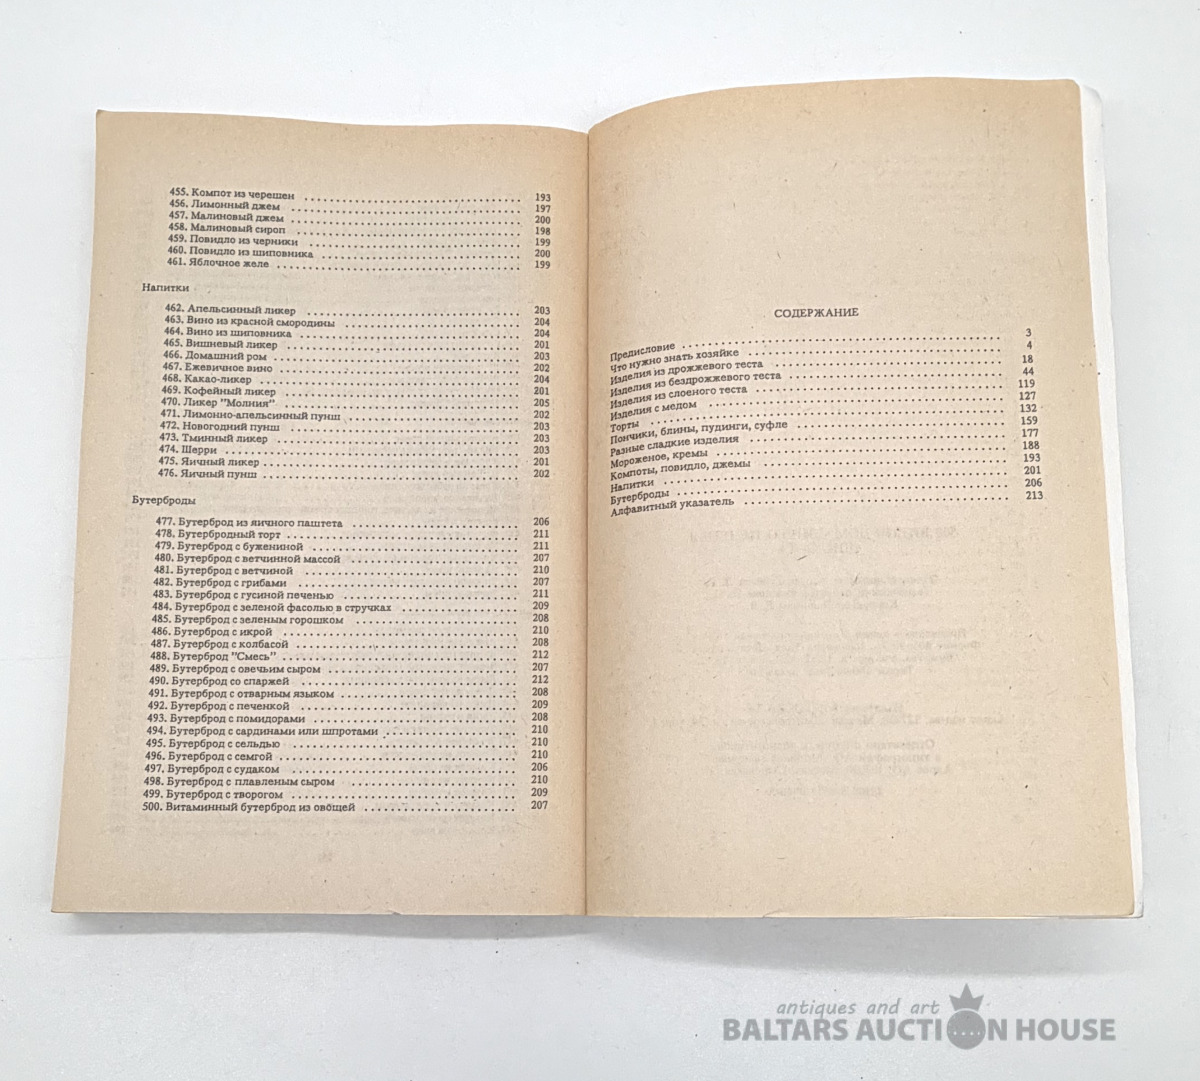 455. Компот из черешен 193
456. Лимонный джем 197
457. Малиновый джем 200
458. Малиновый сироп 198
459. Повидло из черники 199
460. Повидло из шиповника 200
461. Яблочное желе 199
Напитки
462. Апельсинный ликер 203
463. Вино из красной смородины 204
464. Вино из шиповника 204
465. Вишневый ликер 201
466. Домашний ром 203
467. Ежевичное вино 202
468. Какао-ликер 204
469. Кофейный ликер 201
470. Ликер "Молния" 205
471. Лимонно-апельсинный пунш 202
472. Новогодний пунш 203
473. Тминный ликер 203
474. Шерри 203
475. Яичный ликер 201
476. Яичный пунш 202
Бутерброды
477. Бутерброд из яичного паштета 206
478. Бутербродный торт 211
479. Бутерброд с бужениной 211
480. Бутерброд с ветчинной массой 207
481. Бутерброд с ветчиной 210
482. Бутерброд с грибами 207
483. Бутерброд с гусиной печенью 211
484. Бутерброд с зеленой фасолью в стручках 209
485. Бутерброд с зеленым горошком 208
486. Бутерброд с икрой 210
487. Бутерброд с колбасой 208
488. Бутерброд "Смесь" 212
489. Бутерброд с овечьим сыром 207
490. Бутерброд со спаржей 212
491. Бутерброд с отварным языком 208
492. Бутерброд с печенкой 209
493. Бутерброд с помидорами 208
494. Бутерброд с сардинами или шпротами 210
495. Бутерброд с сельдью 210
496. Бутерброд с семгой 210
497. Бутерброд с судаком 206
498. Бутерброд с плавленым сыром 210
499. Бутерброд с творогом 209
500. Витаминный бутерброд из овощей 207
СОДЕРЖАНИЕ
Предисловие 3
Что нужно знать хозяйке 4
Изделия из дрожжевого теста 18
Изделия из бездрожжевого теста 44
Изделия из слоеного теста 119
Изделия с медом 127
Торты 132
Пончики, блины, пудинги, суфле 159
Разные сладкие изделия 177
Мороженое, кремы 188
Компоты, повидло, джемы 193
Напитки 201
Бутерброды 206
Алфавитный указатель 213
antiques and art
BALTARS AUCTION HOUSE